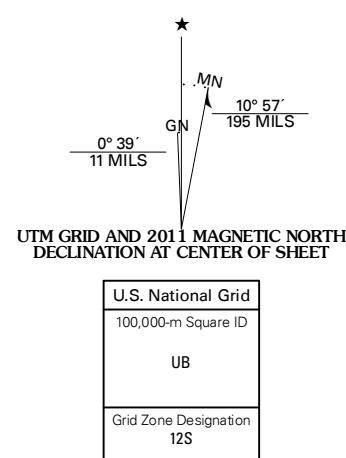 ★
MN
10° 57´
195 MILS
GN
0° 39´
11 MILS
UTM GRID AND 2011 MAGNETIC NORTH
DECLINATION AT CENTER OF SHEET
U.S. National Grid
100,000-m Square ID
UB
Grid Zone Designation
12S